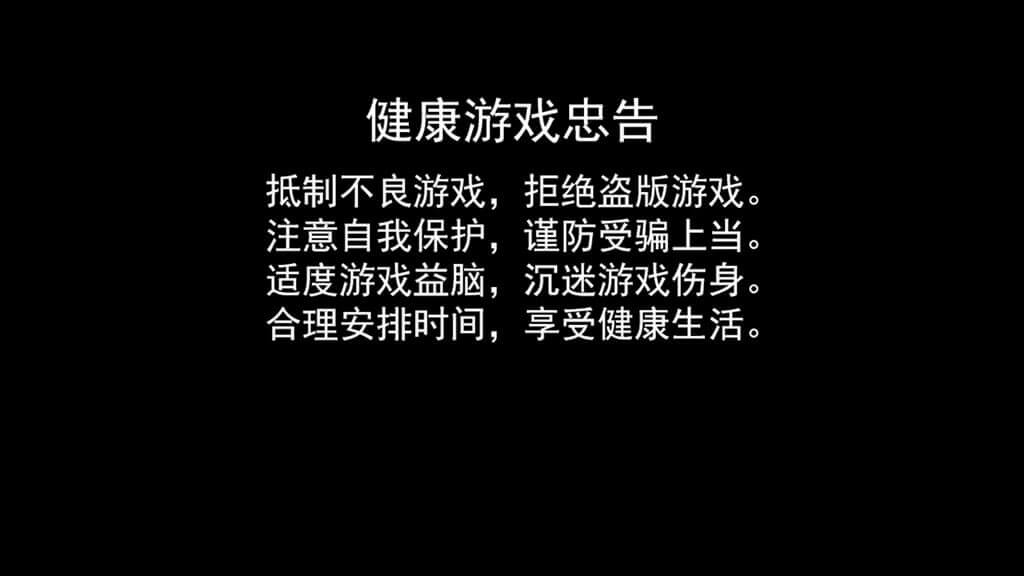 健康游戏忠告
抵制不良游戏，拒绝盗版游戏。
注意自我保护，谨防受骗上当。
适度游戏益脑，沉迷游戏伤身。
合理安排时间，享受健康生活。